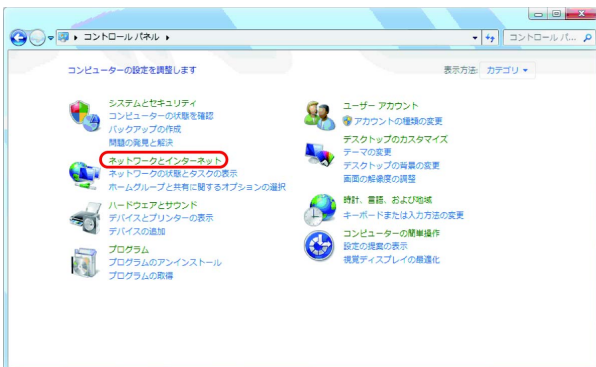 コントロール パネル
コントロール パ...
コンピューターの設定を調整します
表示方法: カテゴリ
システムとセキュリティ
コンピューターの状態を確認
バックアップの作成
問題の発見と解決
ネットワークとインターネット
ネットワークの状態とタスクの表示
ホームグループと共有に関するオプションの選択
ハードウェアとサウンド
デバイスとプリンターの表示
デバイスの追加
プログラム
プログラムのアンインストール
プログラムの取得
ユーザー アカウント
アカウントの種類の変更
デスクトップのカスタマイズ
テーマの変更
デスクトップの背景の変更
画面の解像度の調整
時計、言語、および地域
キーボードまたは入力方法の変更
コンピューターの簡単操作
設定の提案の表示
視覚ディスプレイの最適化